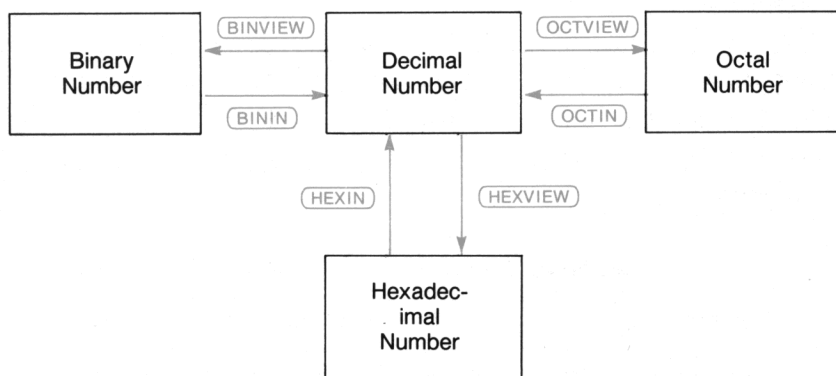 BINVIEW
OCTVIEW
Binary
Number
Decimal
Number
Octal
Number
BININ
OCTIN
HEXIN
HEXVIEW
Hexadec-
imal
Number